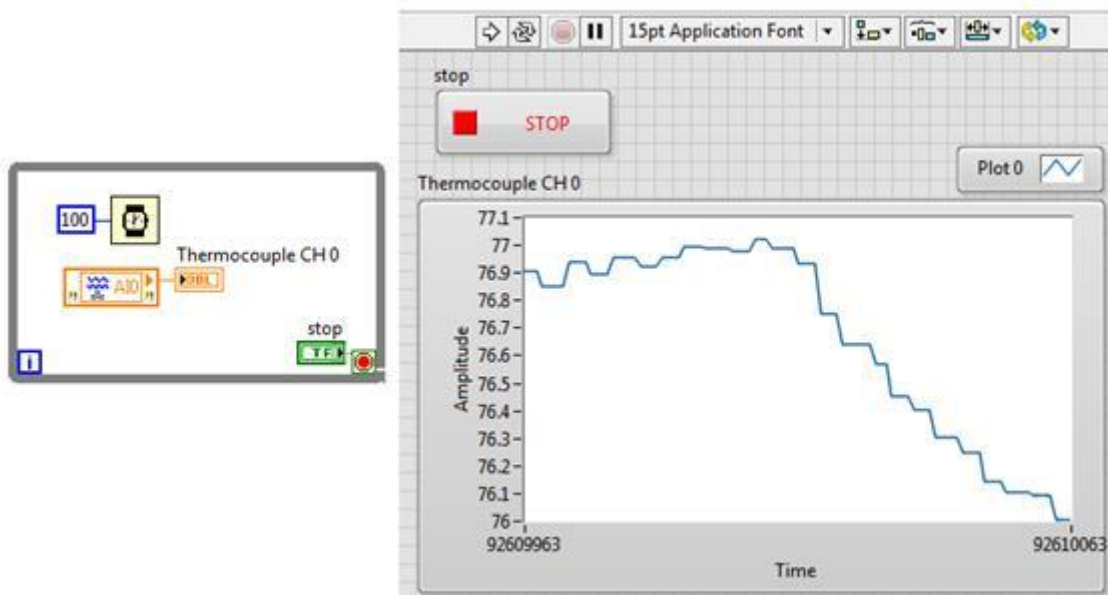 15pt Application Font
stop
STOP
Plot 0
Thermocouple CH 0
77.1
77
76.9
76.8
76.7
76.6
76.5
76.4
76.3
76.2
76.1
76
Amplitude
92609963
92610063
Time
100
Thermocouple CH 0
AI0
DBL
stop
TF
i